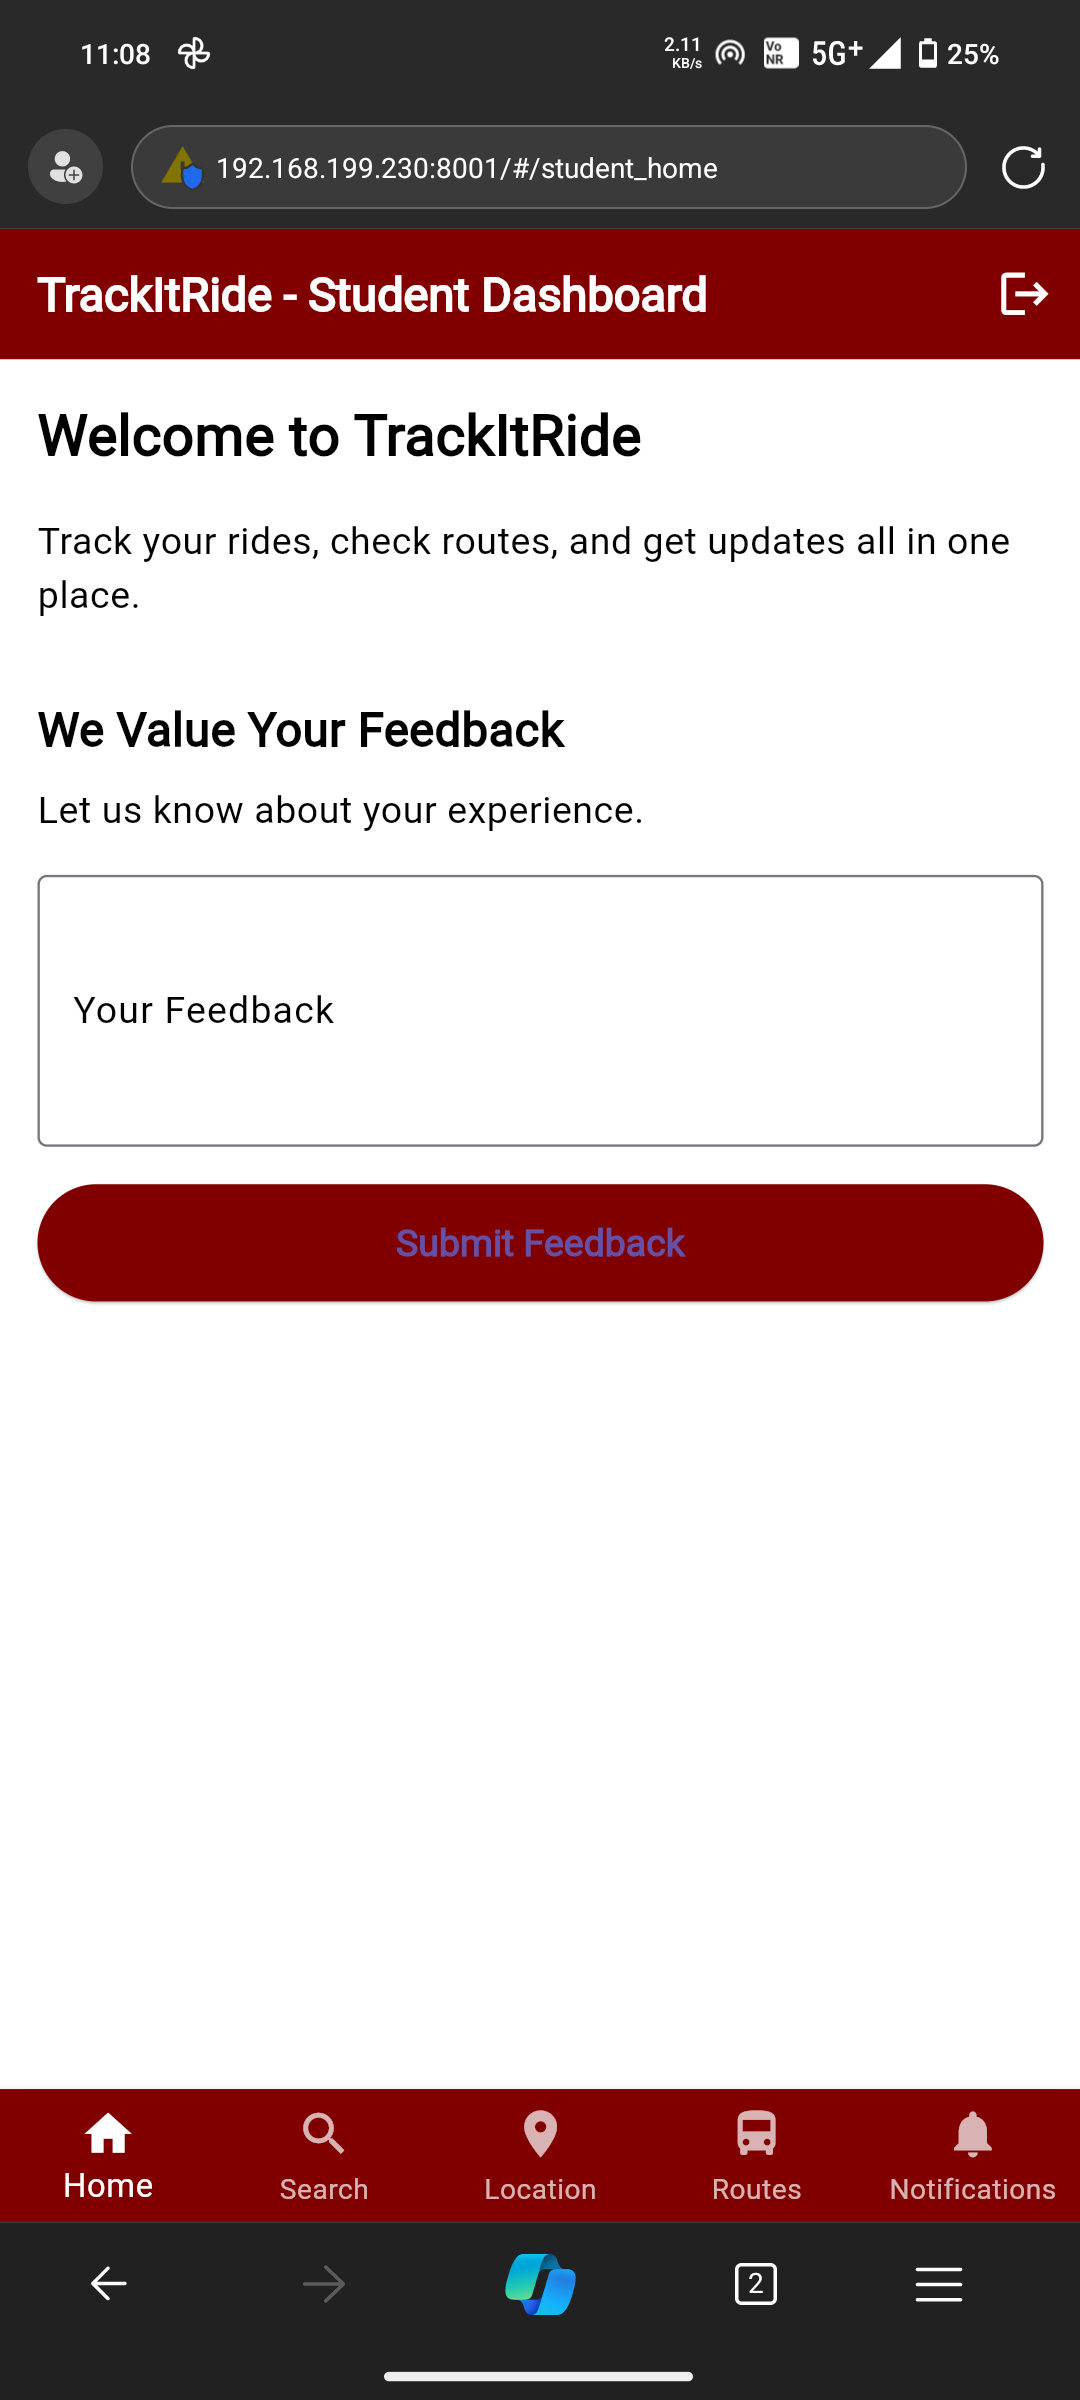 11:08
2.11
KB/s
Vo
NR
5G+
25%
192.168.199.230:8001/#/student_home
TrackItRide - Student Dashboard
Welcome to TrackItRide
Track your rides, check routes, and get updates all in one
place.
We Value Your Feedback
Let us know about your experience.
Your Feedback
Submit Feedback
Home
Search
Location
Routes
Notifications
2